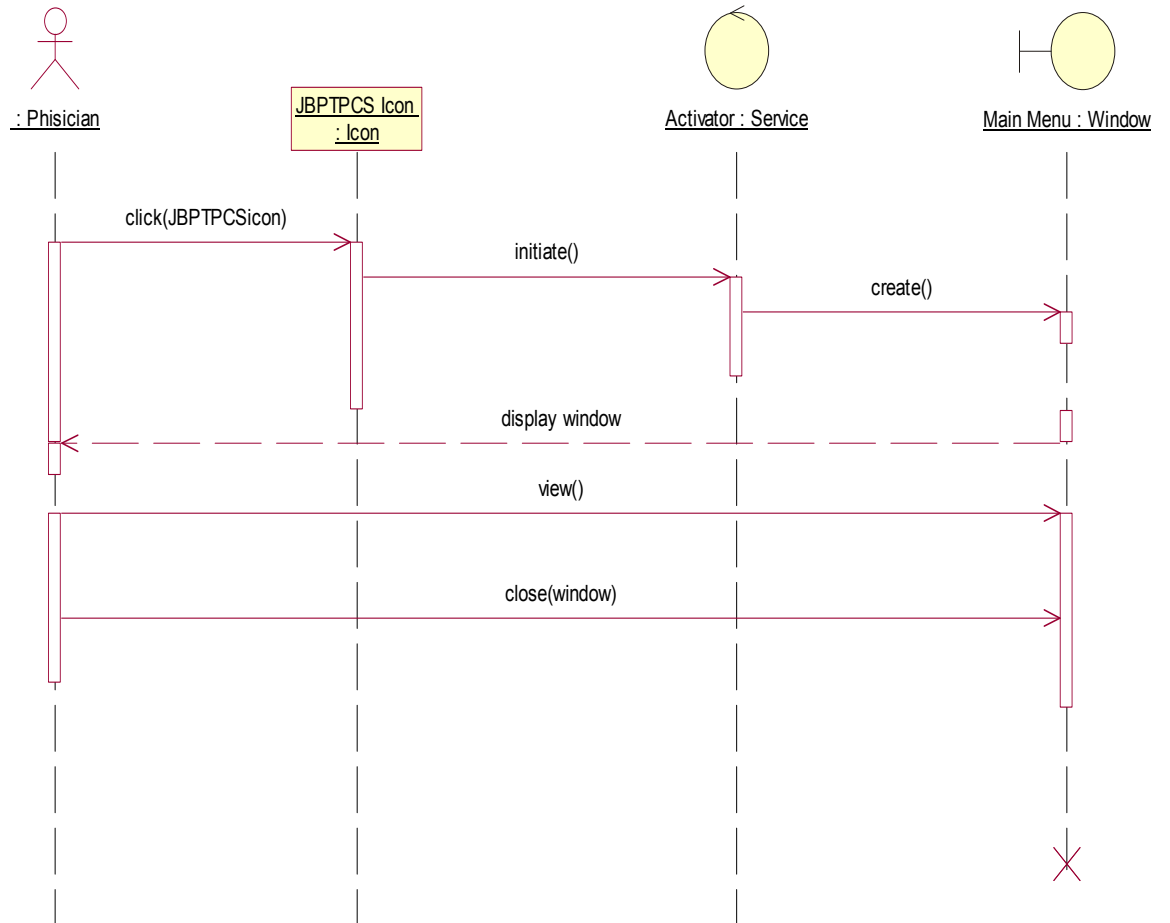 : Phisician
JBPTPCS Icon
: Icon
Activator : Service
Main Menu : Window
click(JBPTPCSicon)
initiate()
create()
display window
view()
close(window)